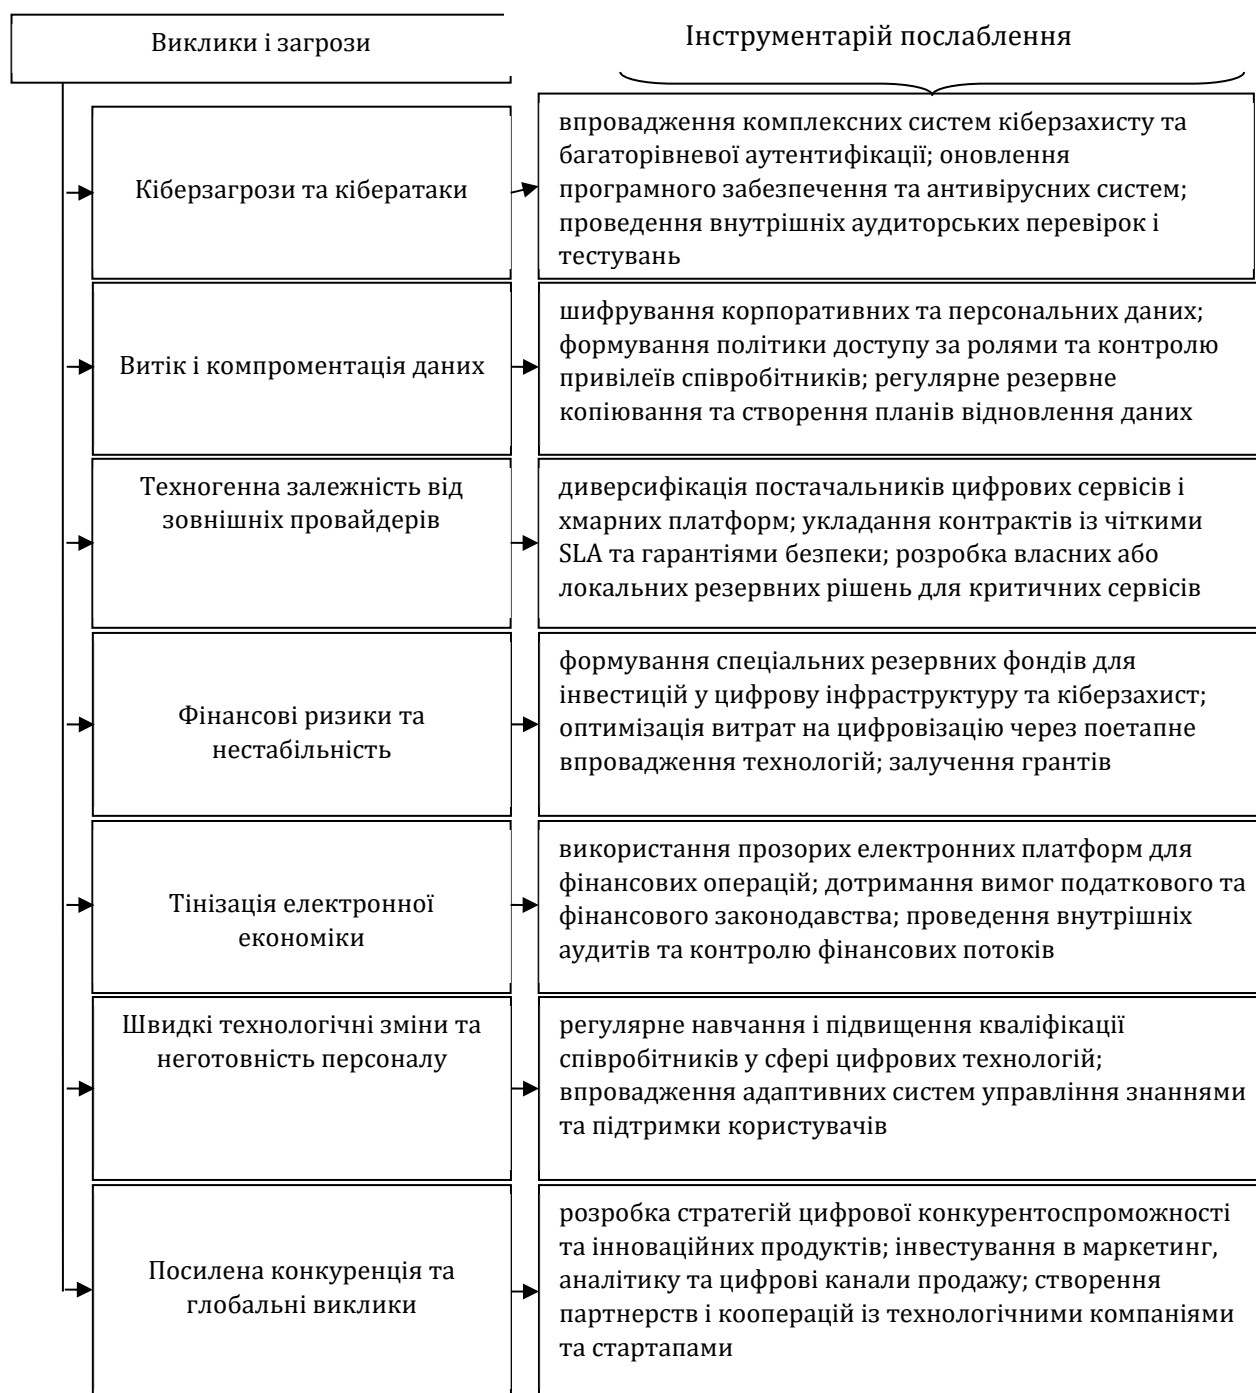 Виклики і загрози
Інструментарій послаблення
Кіберзагрози та кібератаки
впровадження комплексних систем кіберзахисту та
багаторівневої аутентифікації; оновлення
програмного забезпечення та антивірусних систем;
проведення внутрішніх аудиторських перевірок і
тестувань
Витік і компроментація даних
шифрування корпоративних та персональних даних;
формування політики доступу за ролями та контролю
привілеїв співробітників; регулярне резервне
копіювання та створення планів відновлення даних
Техногенна залежність від
зовнішніх провайдерів
диверсифікація постачальників цифрових сервісів і
хмарних платформ; укладання контрактів із чіткими
SLA та гарантіями безпеки; розробка власних або
локальних резервних рішень для критичних сервісів
Фінансові ризики та
нестабільність
формування спеціальних резервних фондів для
інвестицій у цифрову інфраструктуру та кіберзахист;
оптимізація витрат на цифровізацію через поетапне
впровадження технологій; залучення грантів
Тінізація електронної
економіки
використання прозорих електронних платформ для
фінансових операцій; дотримання вимог податкового та
фінансового законодавства; проведення внутрішніх
аудитів та контролю фінансових потоків
Швидкі технологічні зміни та
неготовність персоналу
регулярне навчання і підвищення кваліфікації
співробітників у сфері цифрових технологій;
впровадження адаптивних систем управління знаннями
та підтримки користувачів
Посилена конкуренція та
глобальні виклики
розробка стратегій цифрової конкурентоспроможності
та інноваційних продуктів; інвестування в маркетинг,
аналітику та цифрові канали продажу; створення
партнерств і кооперацій із технологічними компаніями
та стартапами